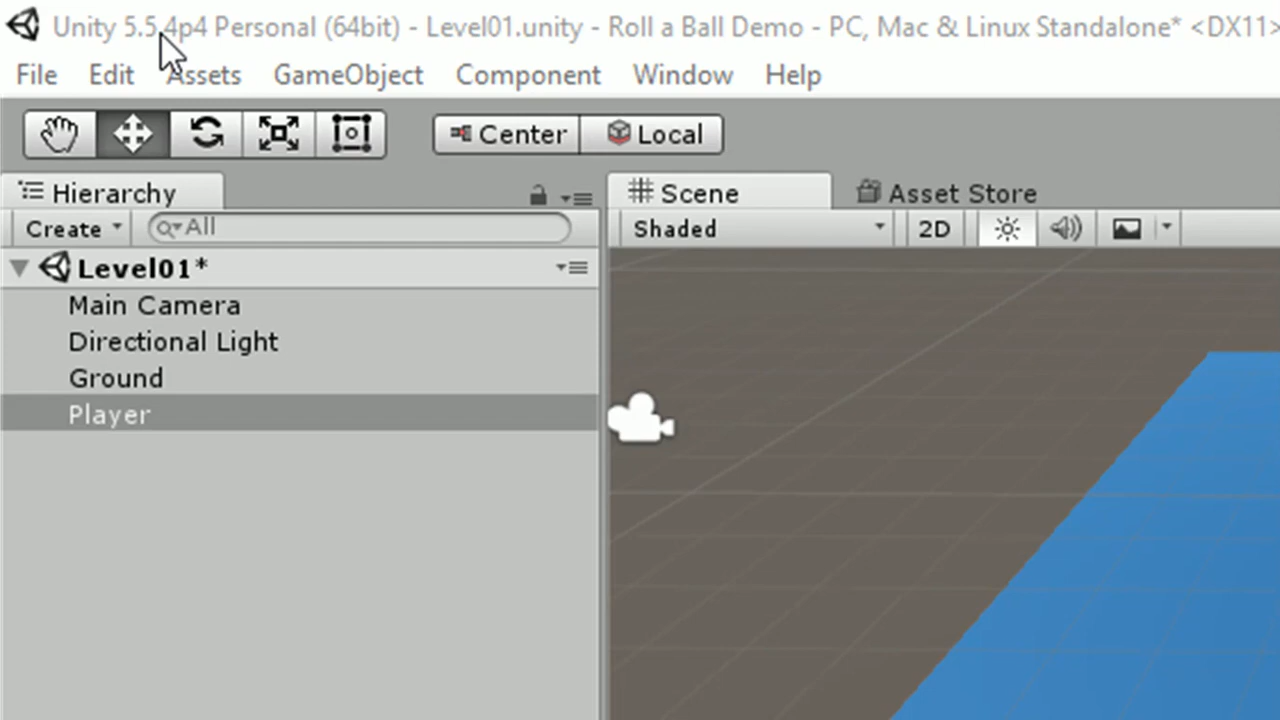 Unity 5.5.4p4 Personal (64bit) - Level01.unity - Roll a Ball Demo - PC, Mac & Linux Standalone* <DX11>
File Edit Assets GameObject Component Window Help
Center Local
Hierarchy Scene Asset Store
Create All Shaded 2D
Level01*
Main Camera
Directional Light
Ground
Player